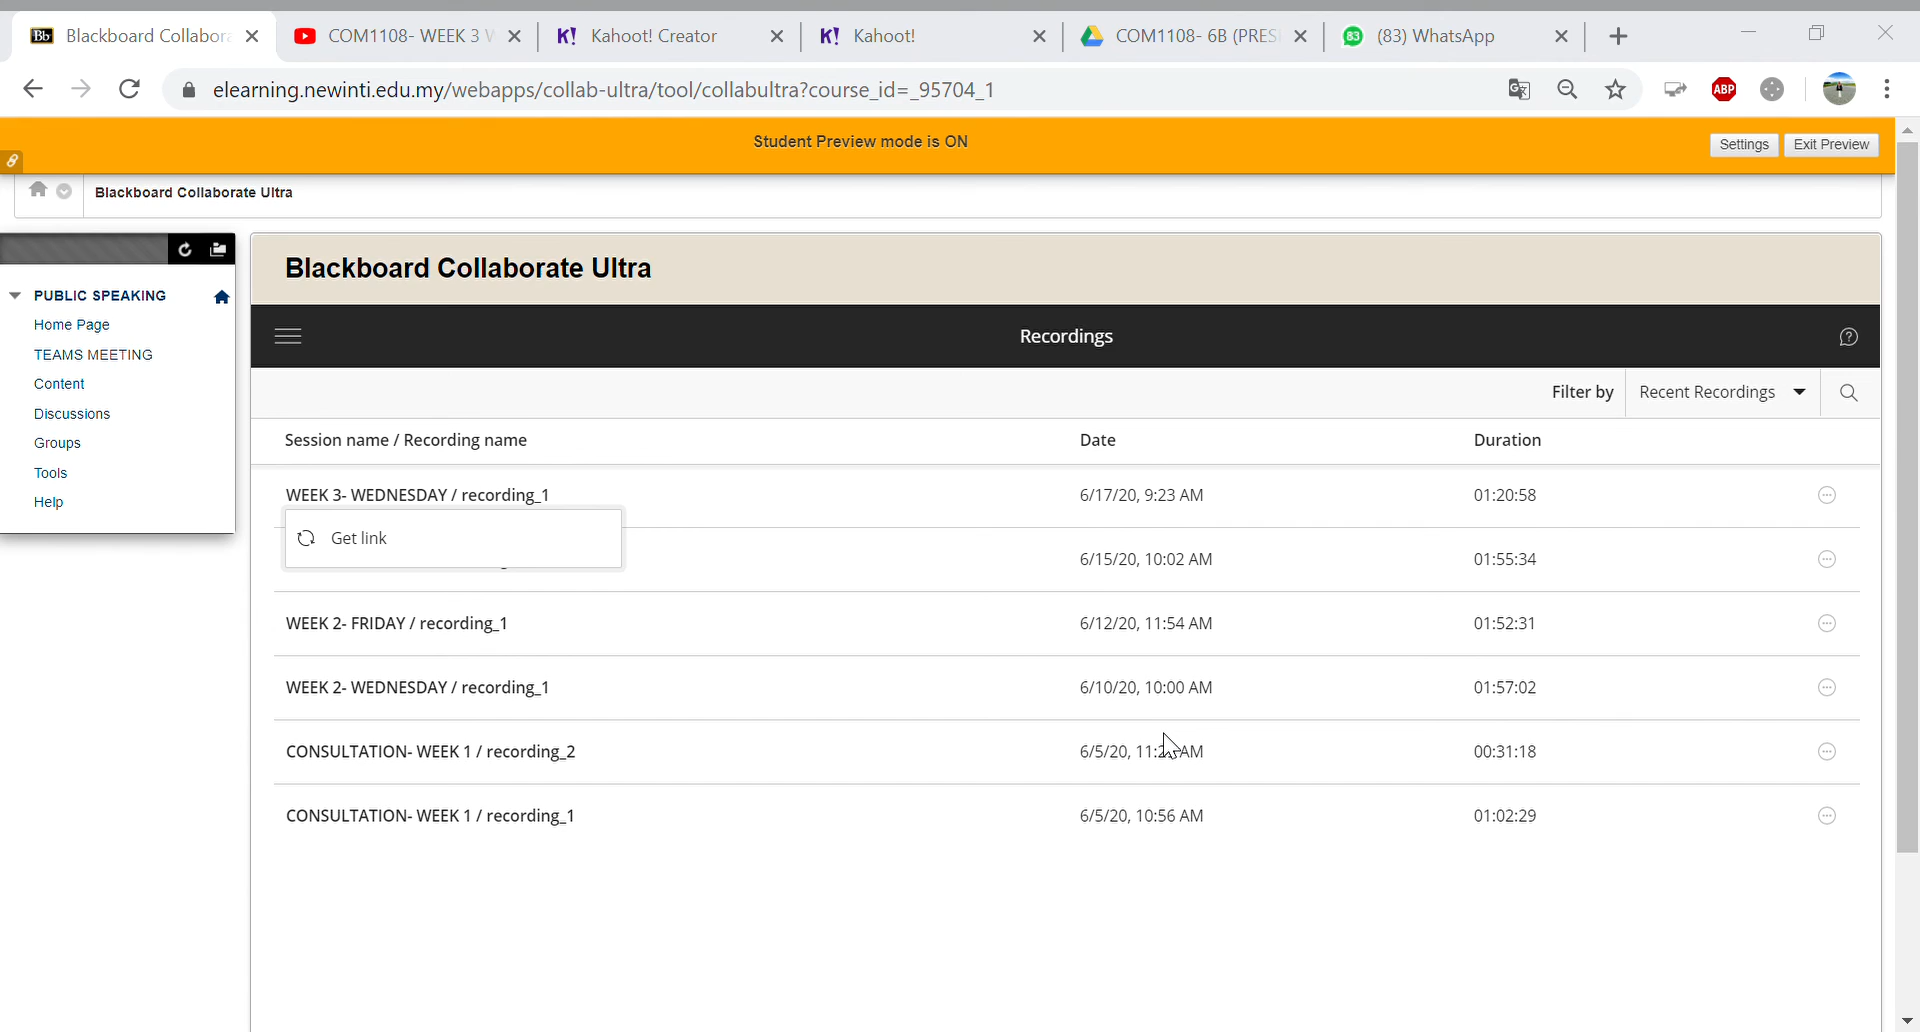 Blackboard Collabora
COM1108- WEEK 3
Kahoot! Creator
Kahoot!
COM1108- 6B (PRES
(83) WhatsApp
elearning.newinti.edu.my/webapps/collab-ultra/tool/collabultra?course_id=_95704_1
ABP
Student Preview mode is ON
Settings
Exit Preview
Blackboard Collaborate Ultra
PUBLIC SPEAKING
Home Page
TEAMS MEETING
Content
Discussions
Groups
Tools
Help
Blackboard Collaborate Ultra
Recordings
Filter by Recent Recordings
Session name / Recording name Date Duration
WEEK 3- WEDNESDAY / recording_1 6/17/20, 9:23 AM 01:20:58
Get link
6/15/20, 10:02 AM 01:55:34
WEEK 2- FRIDAY / recording_1 6/12/20, 11:54 AM 01:52:31
WEEK 2- WEDNESDAY / recording_1 6/10/20, 10:00 AM 01:57:02
CONSULTATION- WEEK 1 / recording_2 6/5/20, AM 00:31:18
CONSULTATION- WEEK 1 / recording_1 6/5/20, 10:56 AM 01:02:29